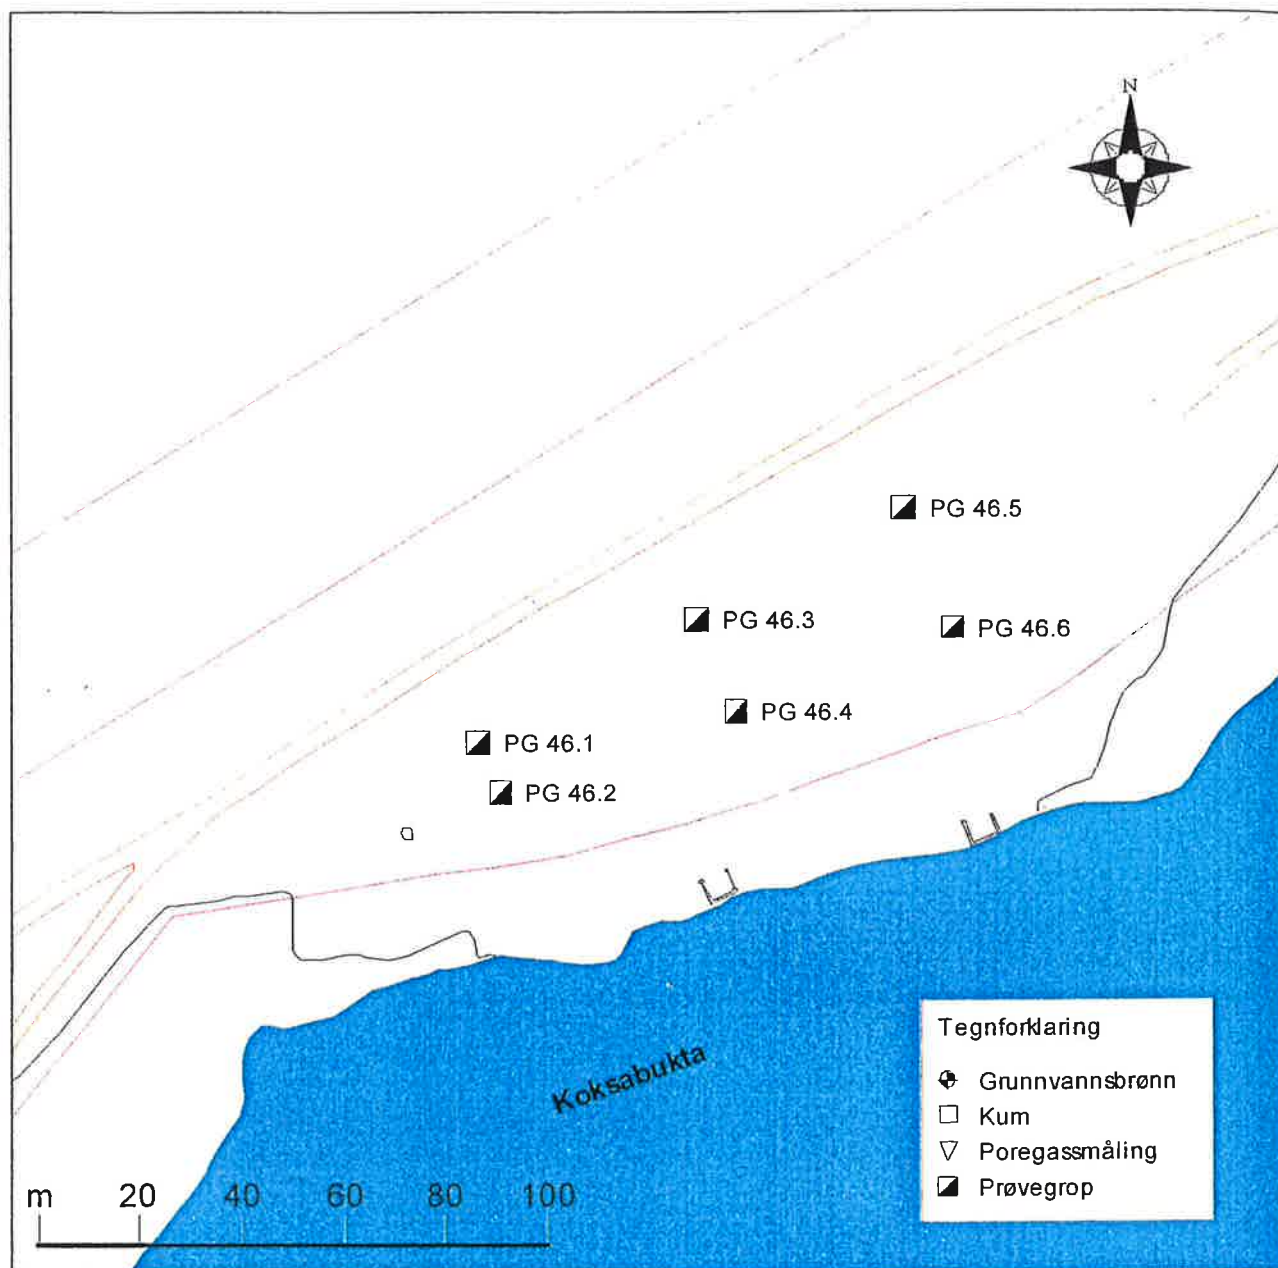 N
PG 46.5
PG 46.3
PG 46.6
PG 46.4
PG 46.1
PG 46.2
Koksabukta
Tegnforklaring
Grunnvannsbrønn
Kum
Poregassmåling
Prøvegrop
m 20 40 60 80 100